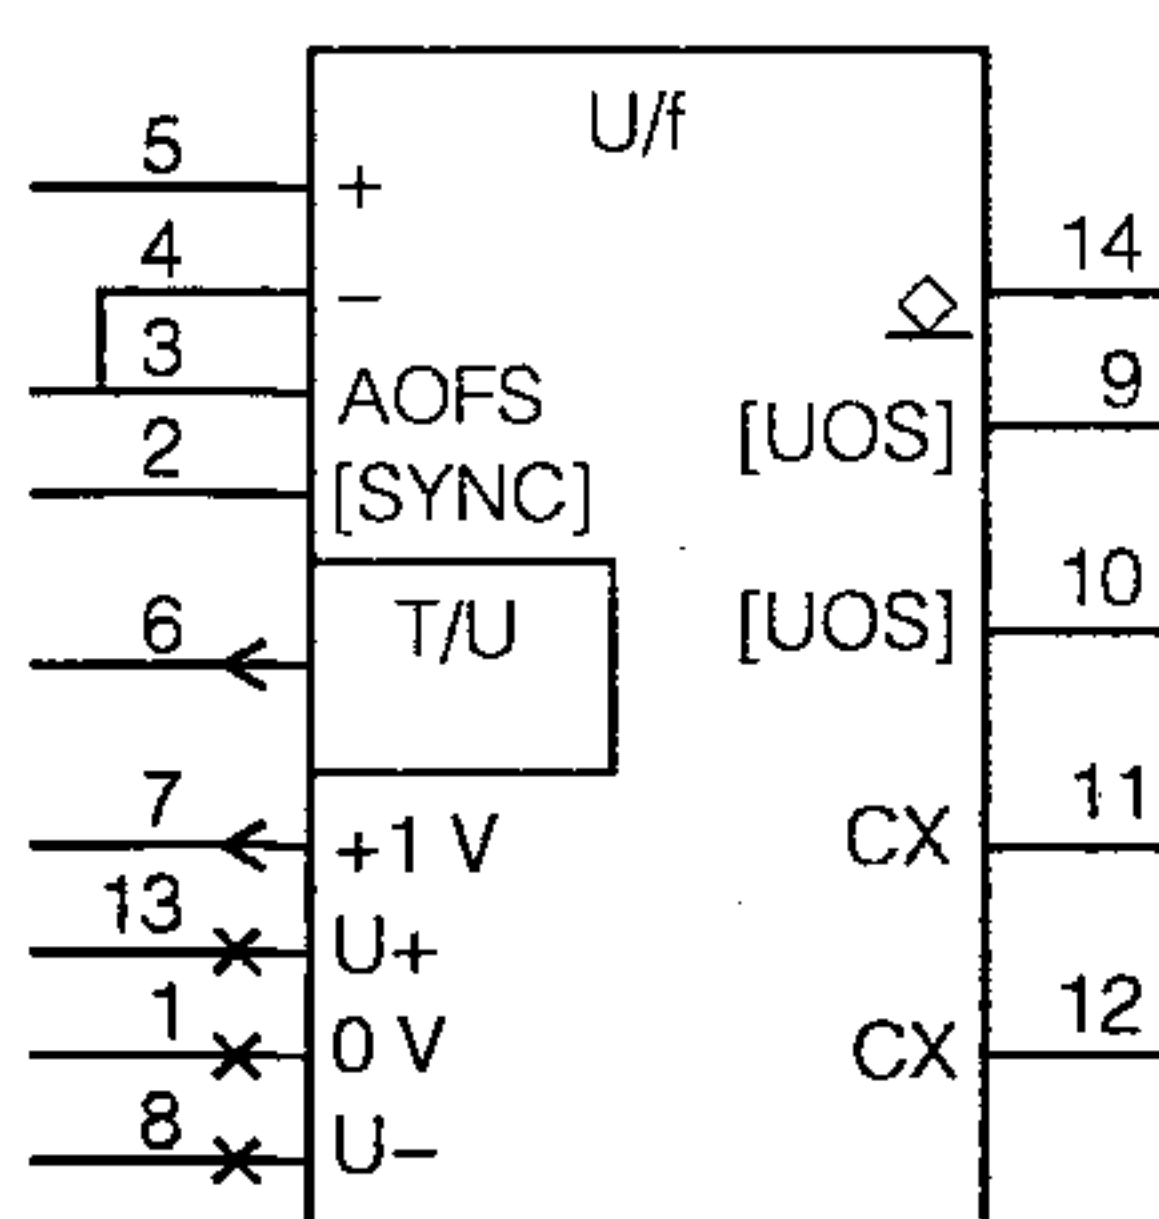 U/f
5 +
4 − 14
3 AOFS 9
[UOS]
2 [SYNC]
6 T/U [UOS] 10
7 +1 V CX 11
13 U+
1 0 V CX 12
8 U−